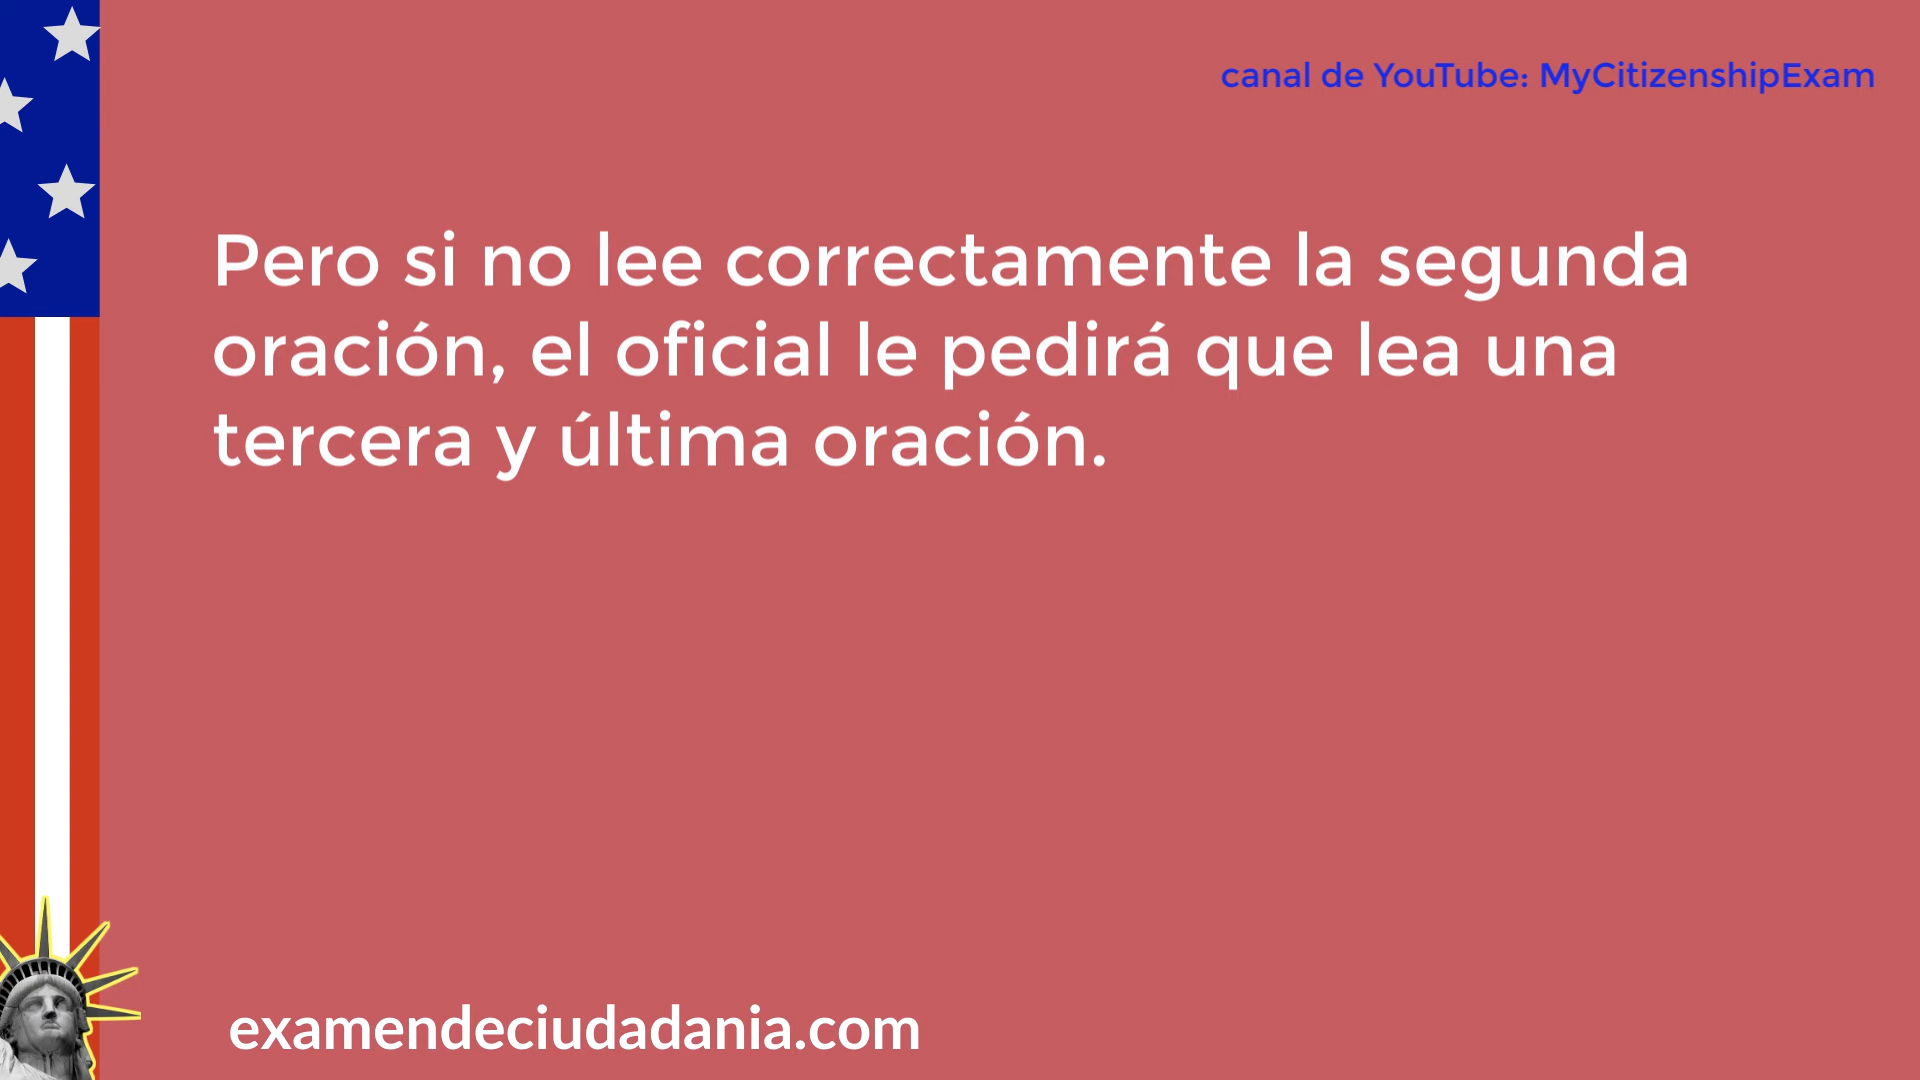 canal de YouTube: MyCitizenshipExam
Pero si no lee correctamente la segunda
oración, el oficial le pedirá que lea una
tercera y última oración.
examendeciudadania.com